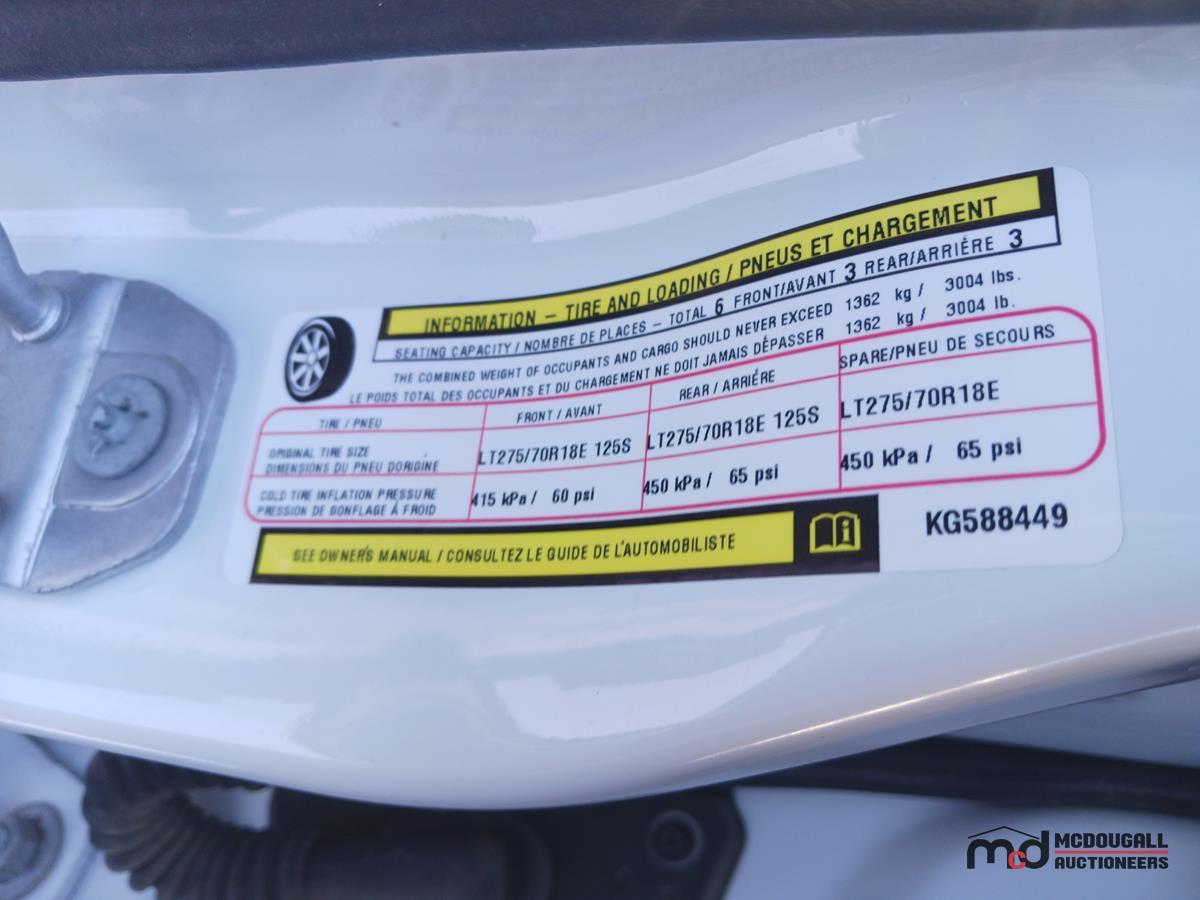 INFORMATION – TIRE AND LOADING / PNEUS ET CHARGEMENT
SEATING CAPACITY / NOMBRE DE PLACES – TOTAL 6 FRONT/AVANT 3 REAR/ARRIÈRE 3
THE COMBINED WEIGHT OF OCCUPANTS AND CARGO SHOULD NEVER EXCEED 1362 kg / 3004 lbs.
LE POIDS TOTAL DES OCCUPANTS ET DU CHARGEMENT NE DOIT JAMAIS DÉPASSER 1362 kg / 3004 lb.
TIRE / PNEU FRONT / AVANT REAR / ARRIÈRE SPARE/PNEU DE SECOURS
ORIGINAL TIRE SIZE
DIMENSIONS DU PNEU DORIGINE
LT275/70R18E 125S LT275/70R18E 125S LT275/70R18E
COLD TIRE INFLATION PRESSURE
PRESSION DE GONFLAGE À FROID
415 kPa / 60 psi 450 kPa / 65 psi 450 kPa / 65 psi
SEE OWNER'S MANUAL / CONSULTEZ LE GUIDE DE L'AUTOMOBILISTE
KG588449
mcd MCDOUGALL
AUCTIONEERS